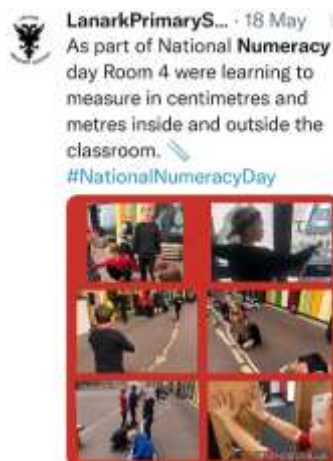 LanarkPrimaryS... · 18 May
As part of National Numeracy
day Room 4 were learning to
measure in centimetres and
metres inside and outside the
classroom. 📏
#NationalNumeracyDay